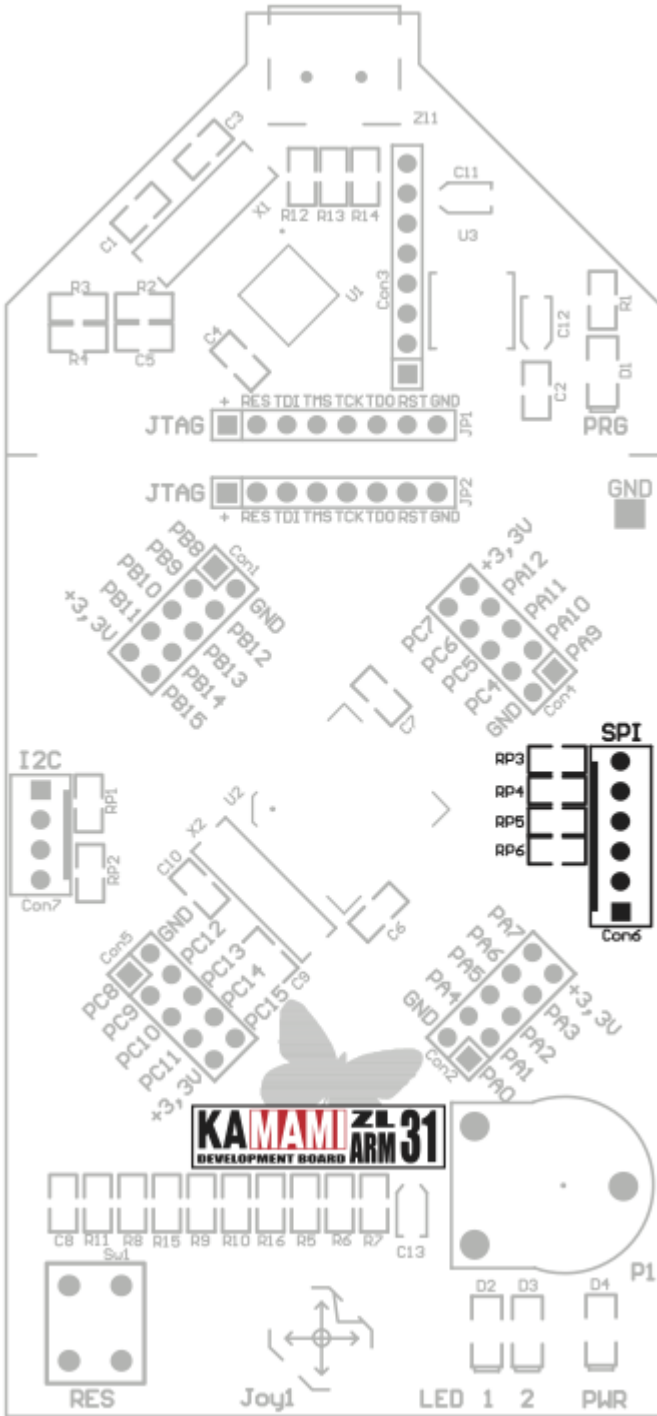 Zl1
C3
C1
X1
R12 R13 R14
C11
U3
R3 R2
R4 C5
U1
C4
Con3
C12
R1
C2
D1
PRG
+ RES TDI TMS TCK TDO RST GND
JTAG
JP1
JTAG
JP2
+ RES TDI TMS TCK TDO RST GND
GND
PB8
Con1
PB9
PB10
PB11
+3,3V
GND
PB12
PB13
PB14
PB15
+3,3V
PA12
PA11
PA10
PA9
PC7
PC6
PC5
PC4
GND
Con4
SPI
RP3
RP4
RP5
RP6
Con6
I2C
RP1
RP2
Con7
U2
X2
C10
C9
C6
Con5
GND
PC12
PC13
PC14
PC15
PC8
PC9
PC10
PC11
+3,3V
PA7
PA6
PA5
PA4
GND
+3,3V
PA3
PA2
PA1
PA0
Con2
KAMAMI ZL
DEVELOPMENT BOARD ARM 31
C8 R11 R8 R15 R9 R10 R16 R5 R6 R7 C13
Sw1
P1
D2 D3 D4
RES Joy1 LED 1 2 PWR